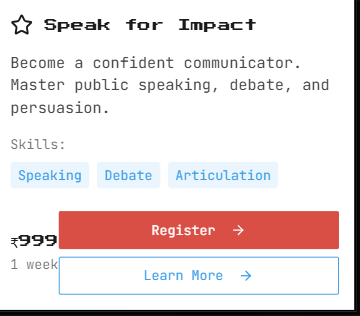 Speak for Impact
Become a confident communicator.
Master public speaking, debate, and
persuasion.
Skills:
Speaking Debate Articulation
₹999
1 week
Register →
Learn More →